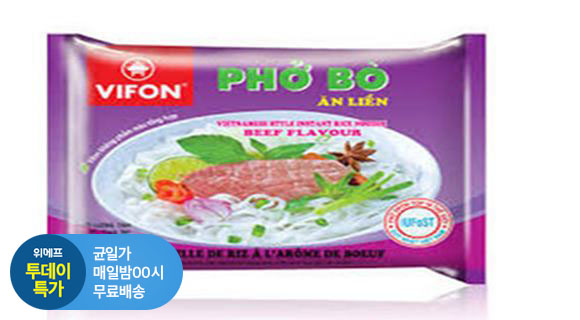 VIFON
PHỞ BÒ
ĂN LIỀN
VIETNAMESE STYLE INSTANT RICE NOODLE
BEEF FLAVOUR
IUFoST
LLE DE RIZ À L'ARÔME DE BOEUF
위메프
투데이
특가
균일가
매일밤00시
무료배송